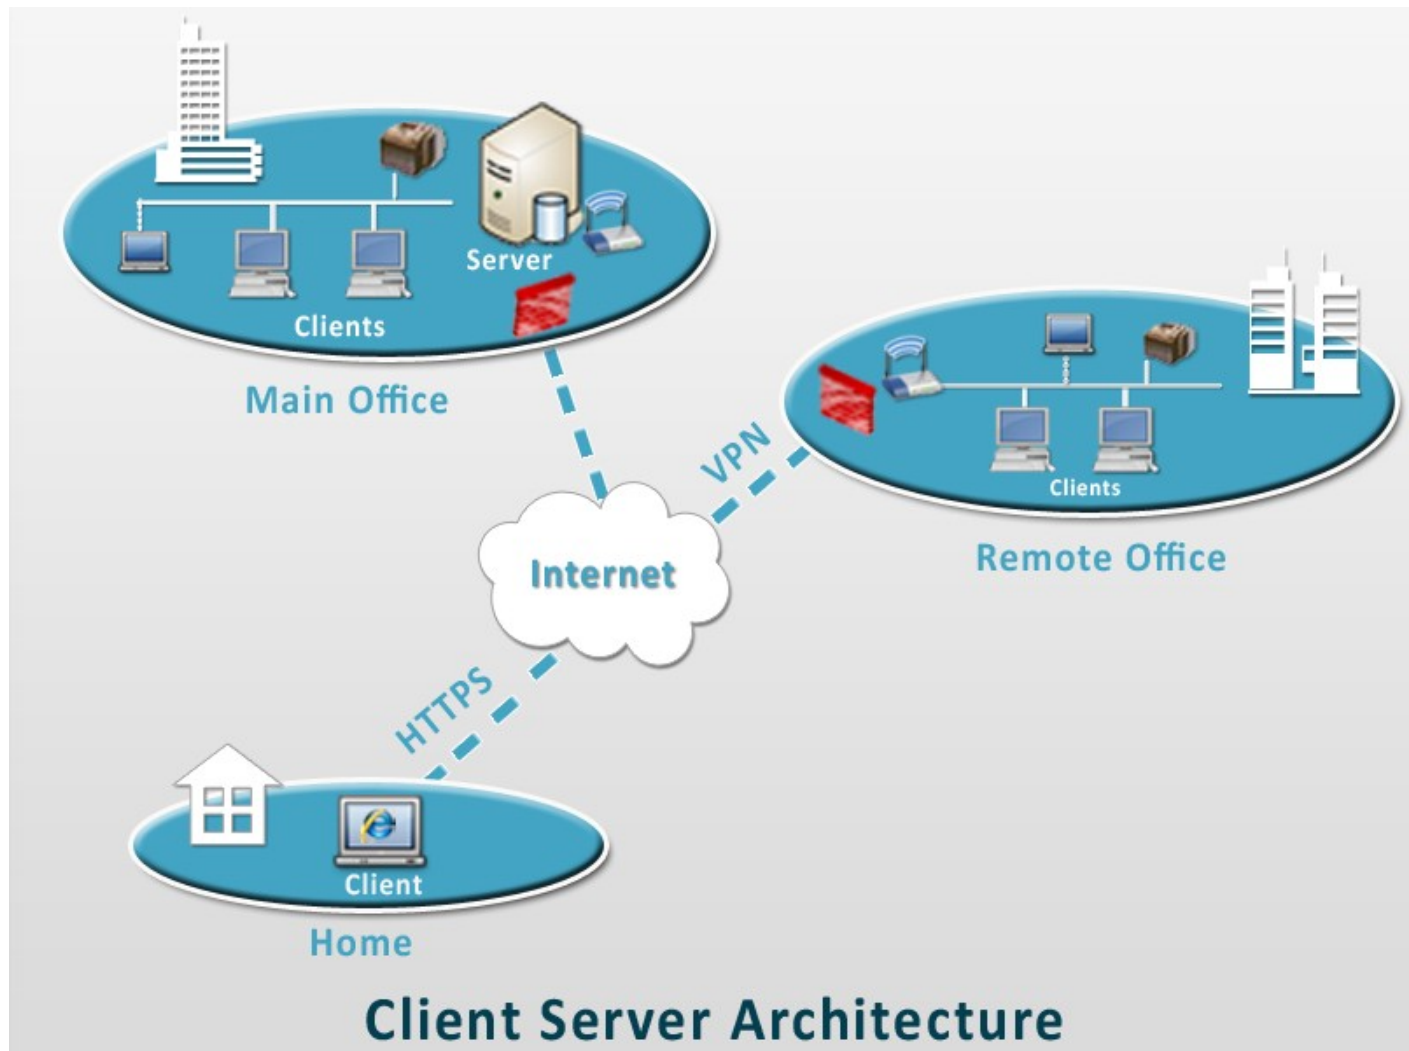 Server
Clients
Main Office
VPN
Clients
Remote Office
Internet
HTTPS
Client
Home
Client Server Architecture